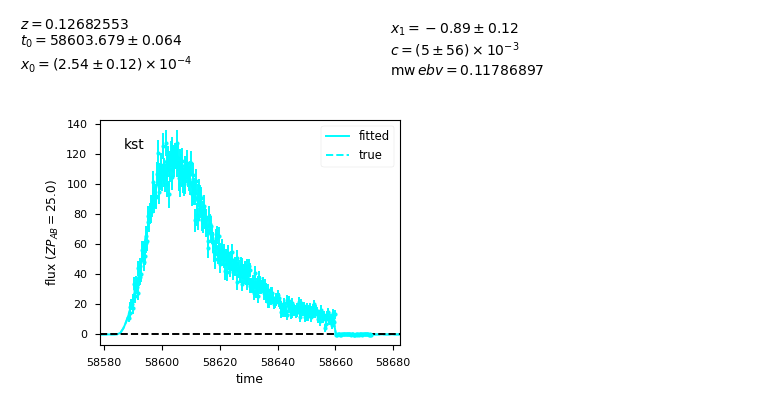 z = 0.12682553
t₀ = 58603.679 ± 0.064
x₀ = (2.54 ± 0.12) × 10⁻⁴
x₁ = −0.89 ± 0.12
c = (5 ± 56) × 10⁻³
mw ebv = 0.11786897
kst
fitted
true
140
120
100
80
60
40
20
0
flux (ZP_AB = 25.0)
58580 58600 58620 58640 58660 58680
time